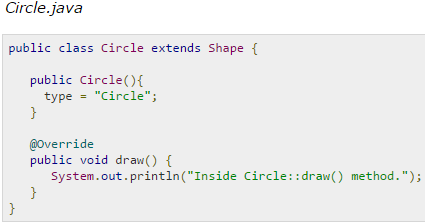 Circle.java
public class Circle extends Shape {
public Circle(){
type = "Circle";
}
@Override
public void draw() {
System.out.println("Inside Circle::draw() method.");
}
}